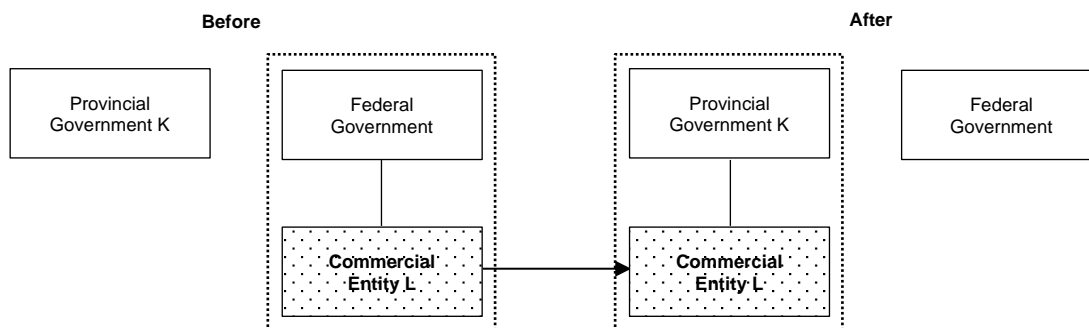 Before
After
Provincial
Government K
Federal
Government
Provincial
Government K
Federal
Government
Commercial
Entity L
Commercial
Entity L